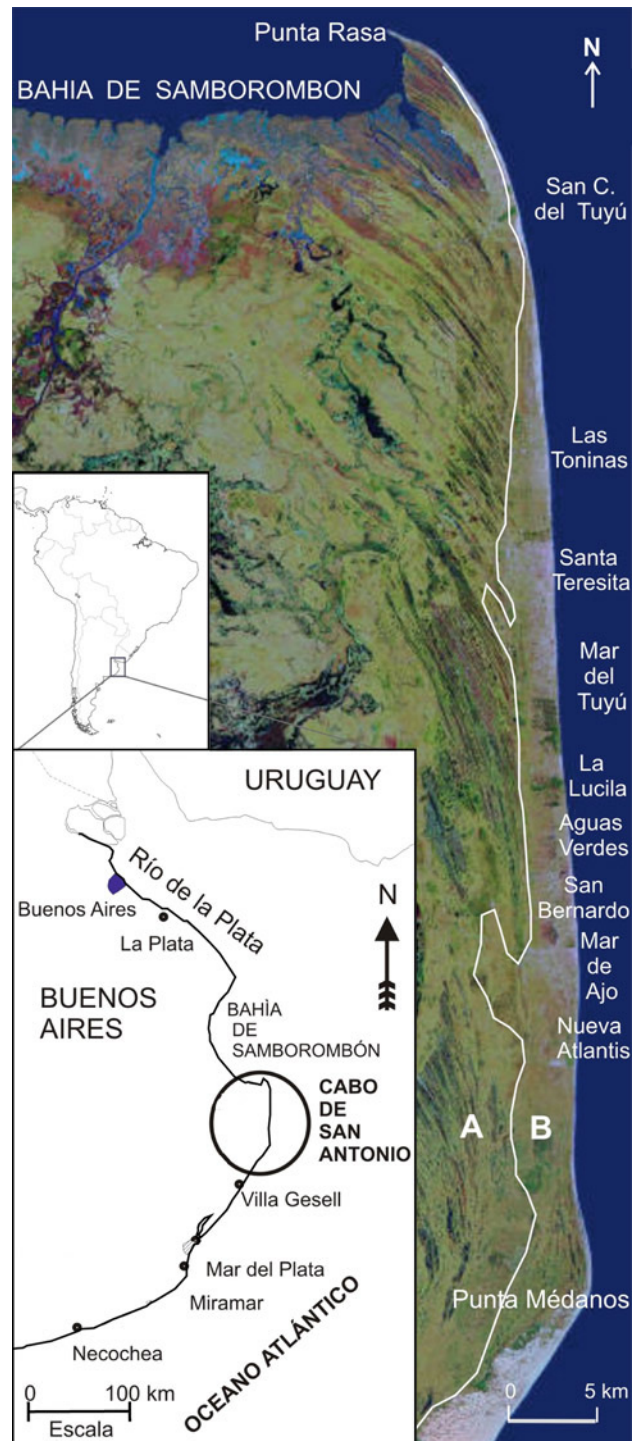 Punta Rasa
BAHIA DE SAMBOROMBON
N
San C.
del Tuyú
Las
Toninas
Santa
Teresita
Mar
del
Tuyú
La
Lucila
Aguas
Verdes
San
Bernardo
Mar
de
Ajo
Nueva
Atlantis
A
B
Punta Médanos
0
5 km
URUGUAY
Río de la Plata
N
Buenos Aires
La Plata
BUENOS
AIRES
BAHÌA
DE
SAMBOROMBÓN
CABO
DE
SAN
ANTONIO
Villa Gesell
Mar del Plata
Miramar
Necochea
OCEANO ATLÁNTICO
0
100 km
Escala